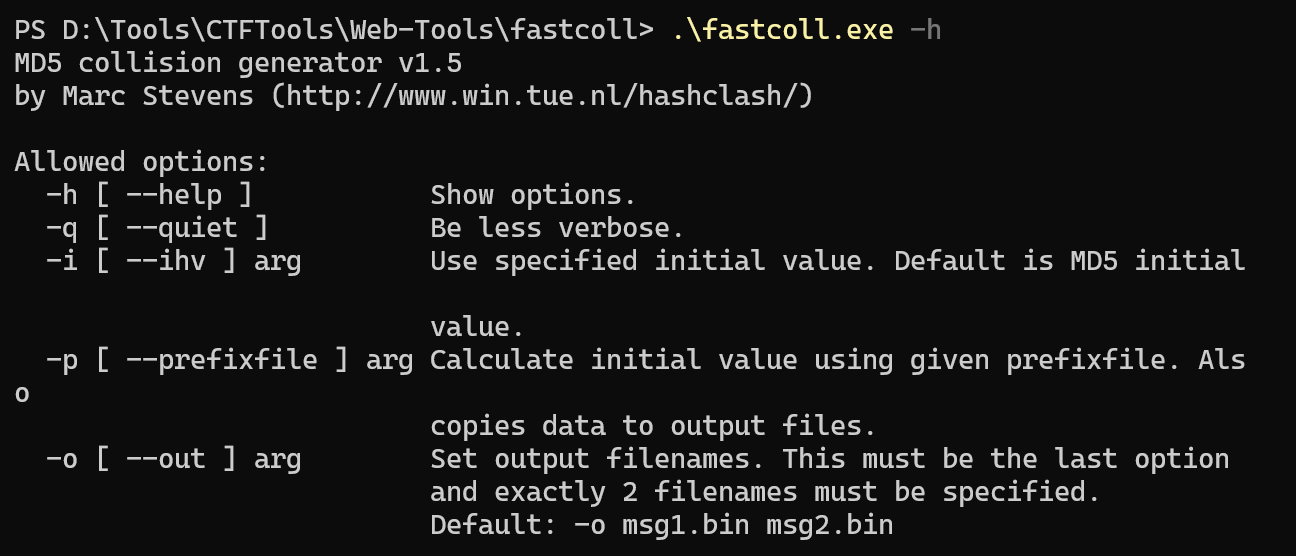 PS D:\Tools\CTFTools\Web-Tools\fastcoll> .\fastcoll.exe -h
MD5 collision generator v1.5
by Marc Stevens (http://www.win.tue.nl/hashclash/)
Allowed options:
-h [ --help ] Show options.
-q [ --quiet ] Be less verbose.
-i [ --ihv ] arg Use specified initial value. Default is MD5 initial
value.
-p [ --prefixfile ] arg Calculate initial value using given prefixfile. Als
o
copies data to output files.
-o [ --out ] arg Set output filenames. This must be the last option
and exactly 2 filenames must be specified.
Default: -o msg1.bin msg2.bin